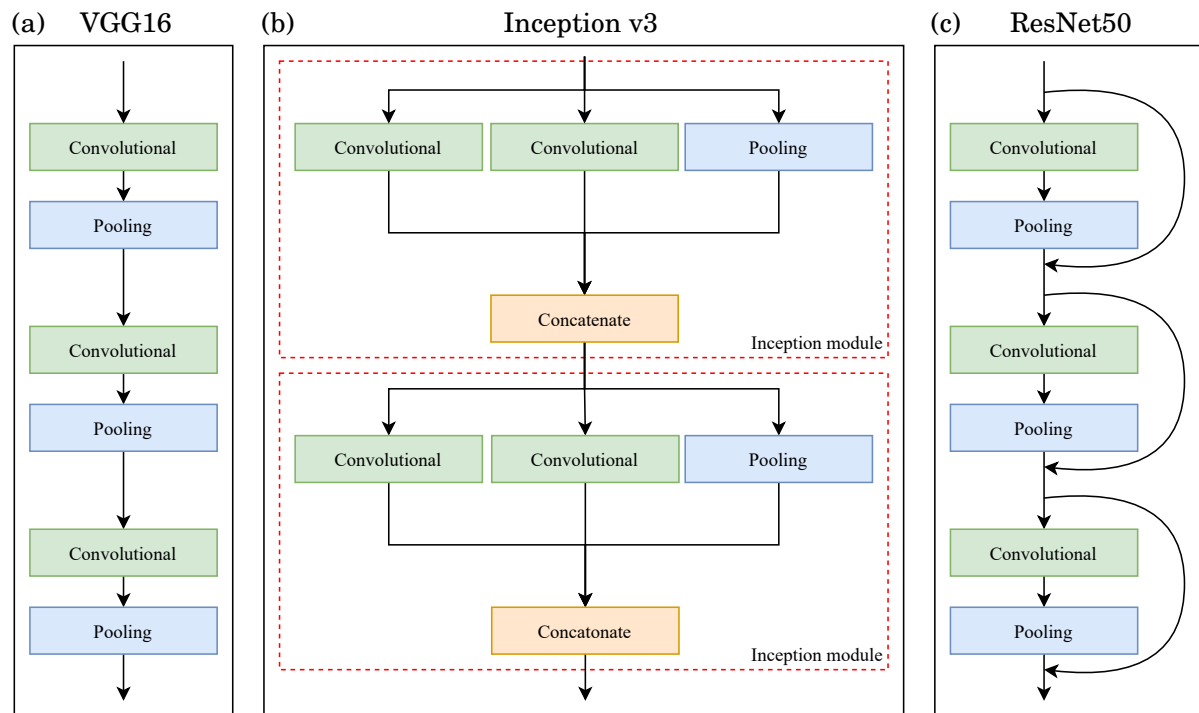 (a) VGG16
Convolutional
Pooling
Convolutional
Pooling
Convolutional
Pooling
(b) Inception v3
Convolutional
Convolutional
Pooling
Concatenate
Inception module
Convolutional
Convolutional
Pooling
Concatonate
Inception module
(c) ResNet50
Convolutional
Pooling
Convolutional
Pooling
Convolutional
Pooling